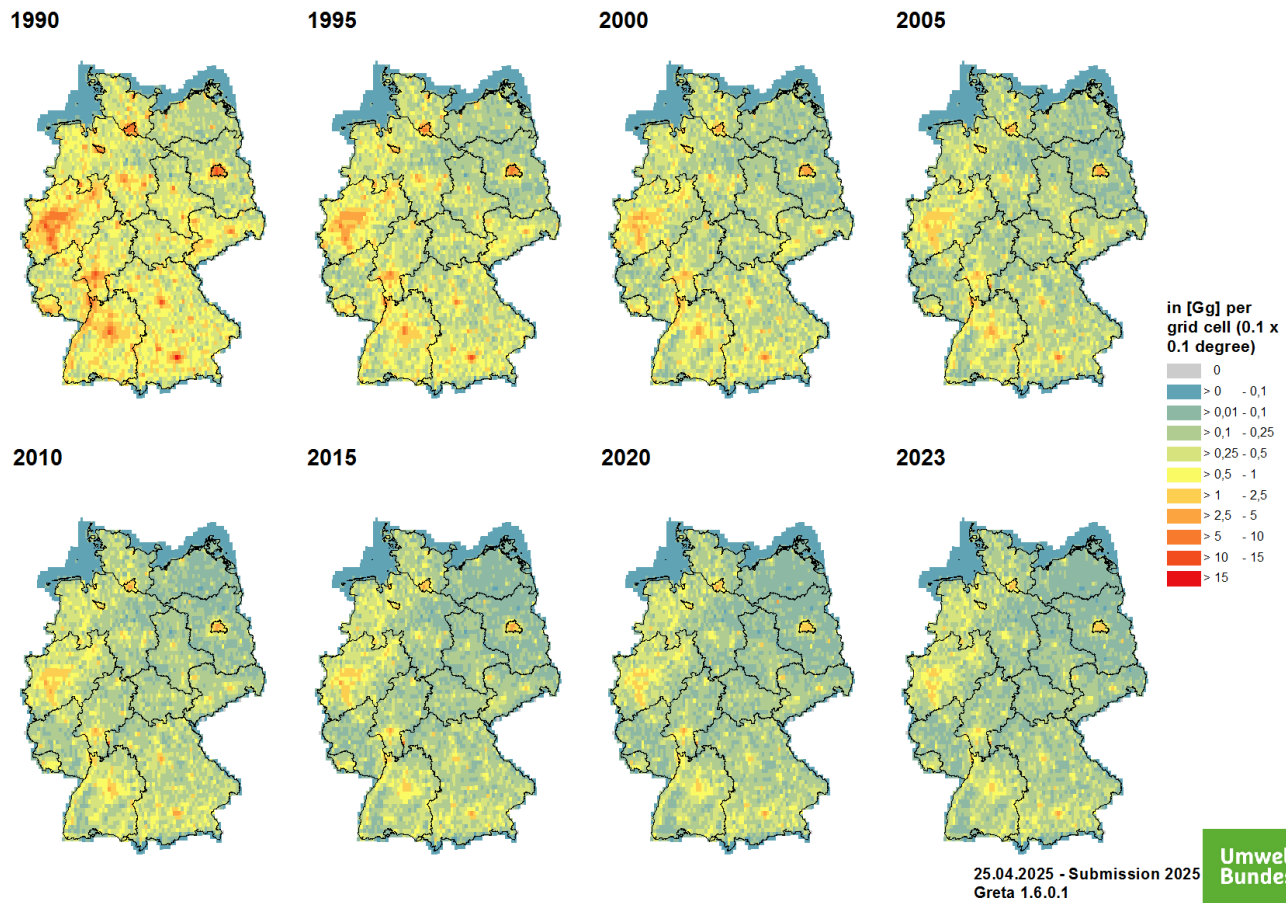 1990
1995
2000
2005
in [Gg] per
grid cell (0.1 x
0.1 degree)
0
> 0 - 0,1
> 0,01 - 0,1
> 0,1 - 0,25
> 0,25 - 0,5
> 0,5 - 1
> 1 - 2,5
> 2,5 - 5
> 5 - 10
> 10 - 15
> 15
2010
2015
2020
2023
25.04.2025 - Submission 2025
Greta 1.6.0.1
Umwel
Bundes